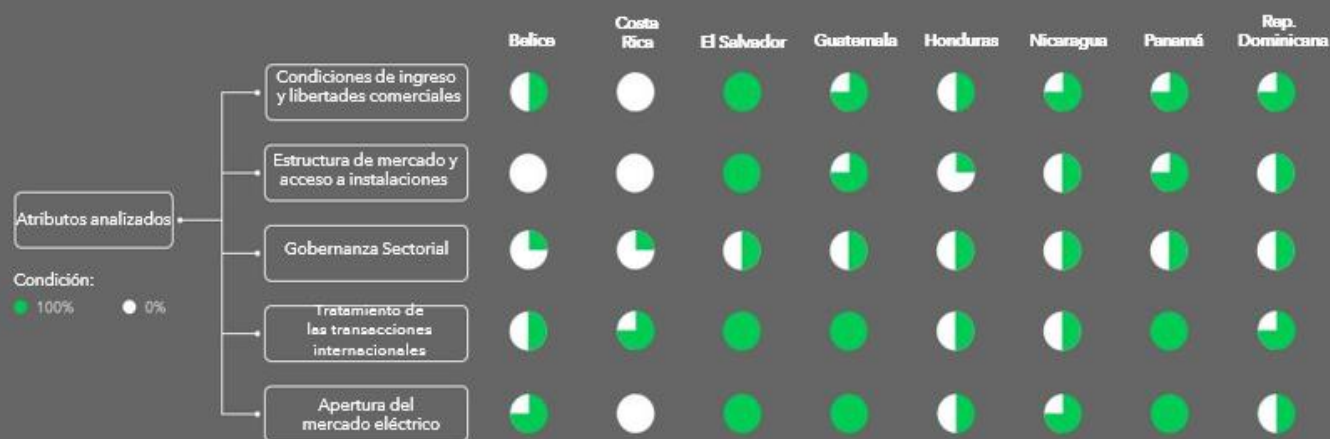 Belice
Costa
Rica
El Salvador
Guatemala
Honduras
Nicaragua
Panamá
Rep.
Dominicana
Condiciones de ingreso
y libertades comerciales
Estructura de mercado y
acceso a instalaciones
Atributos analizados
Gobernanza Sectorial
Condición:
100%
0%
Tratamiento de
las transacciones
internacionales
Apertura del
mercado eléctrico